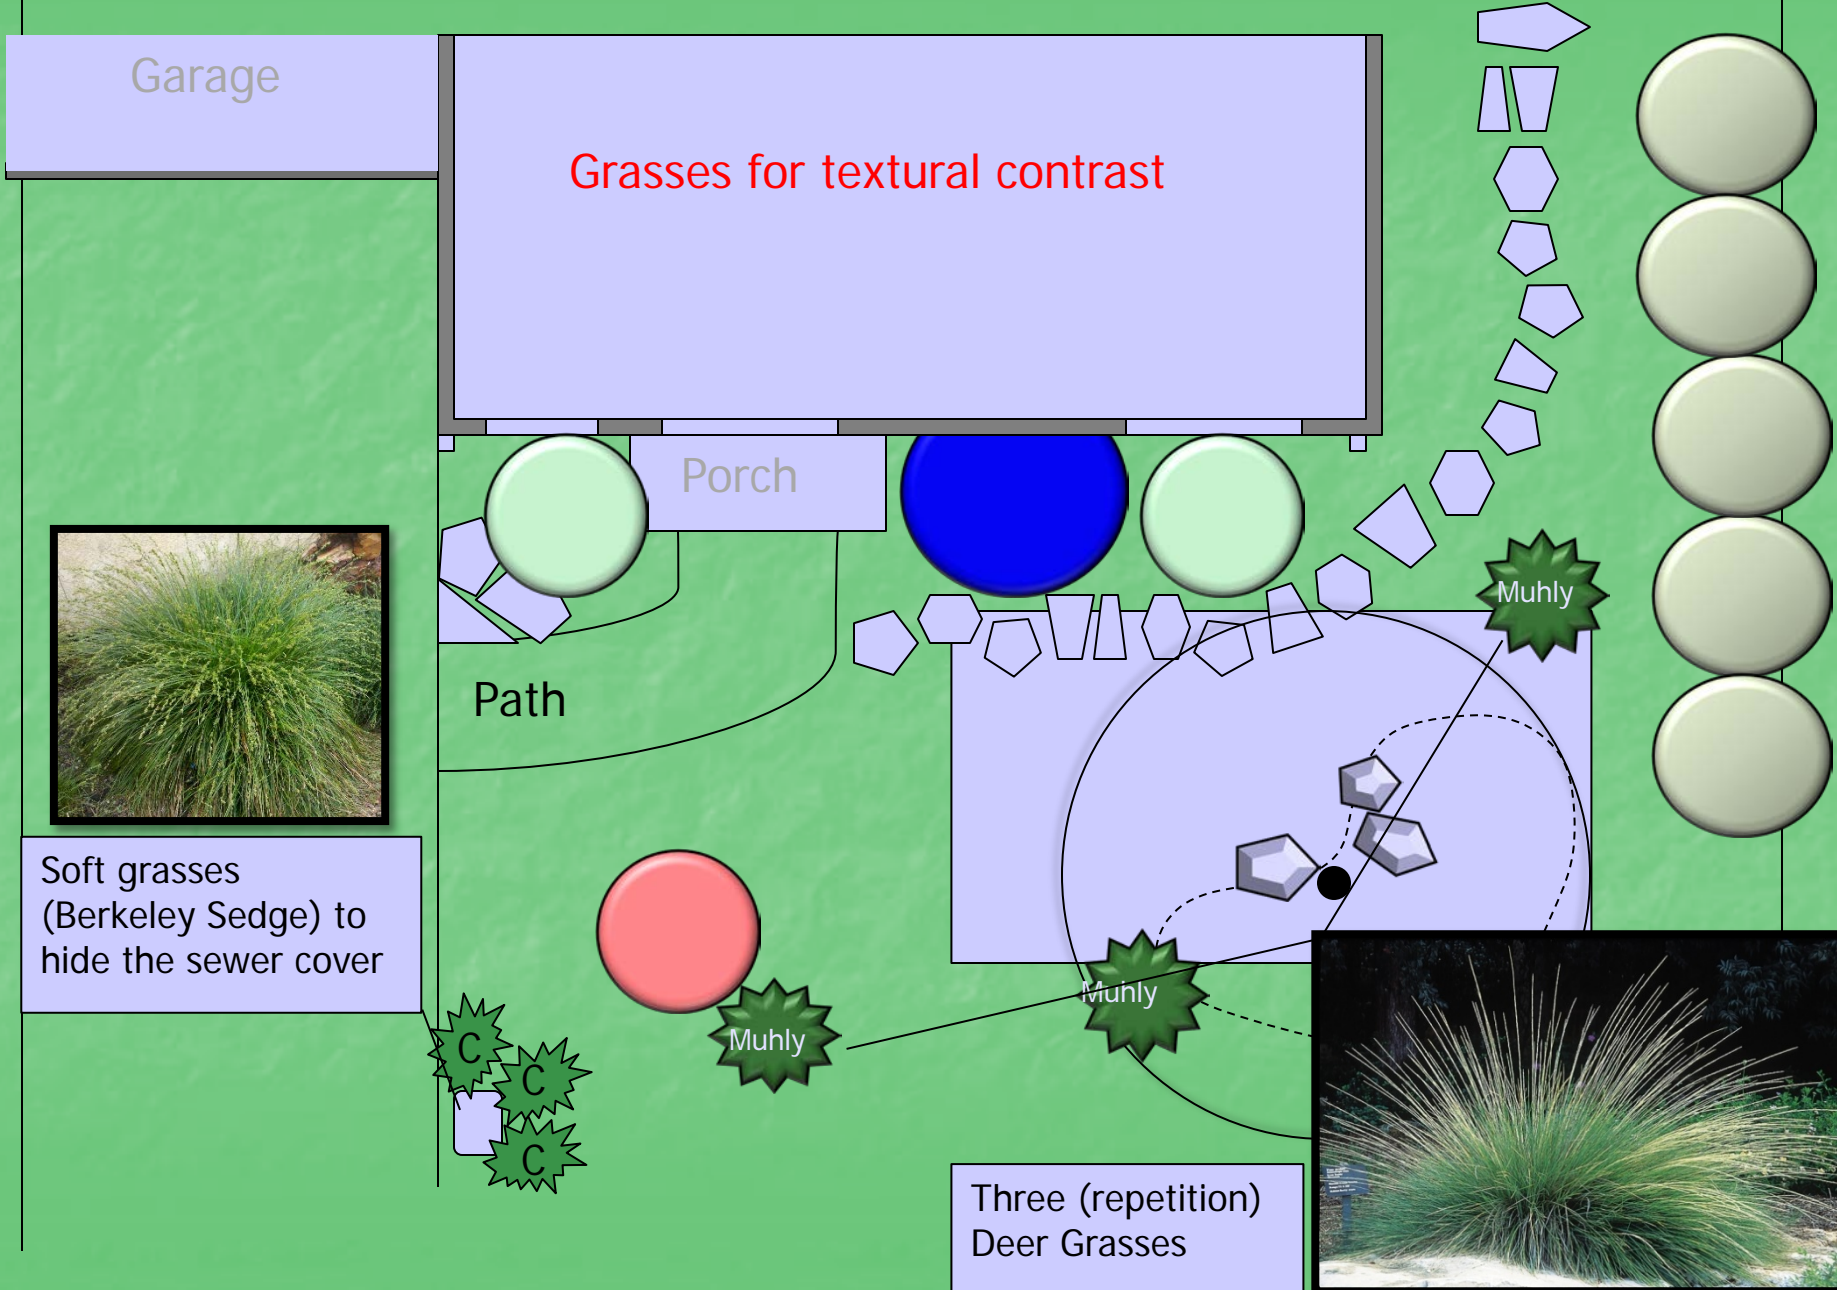 Garage
Grasses for textural contrast
Porch
Muhly
Path
Soft grasses
(Berkeley Sedge) to
hide the sewer cover
Muhly
Muhly
C
C
C
Three (repetition)
Deer Grasses